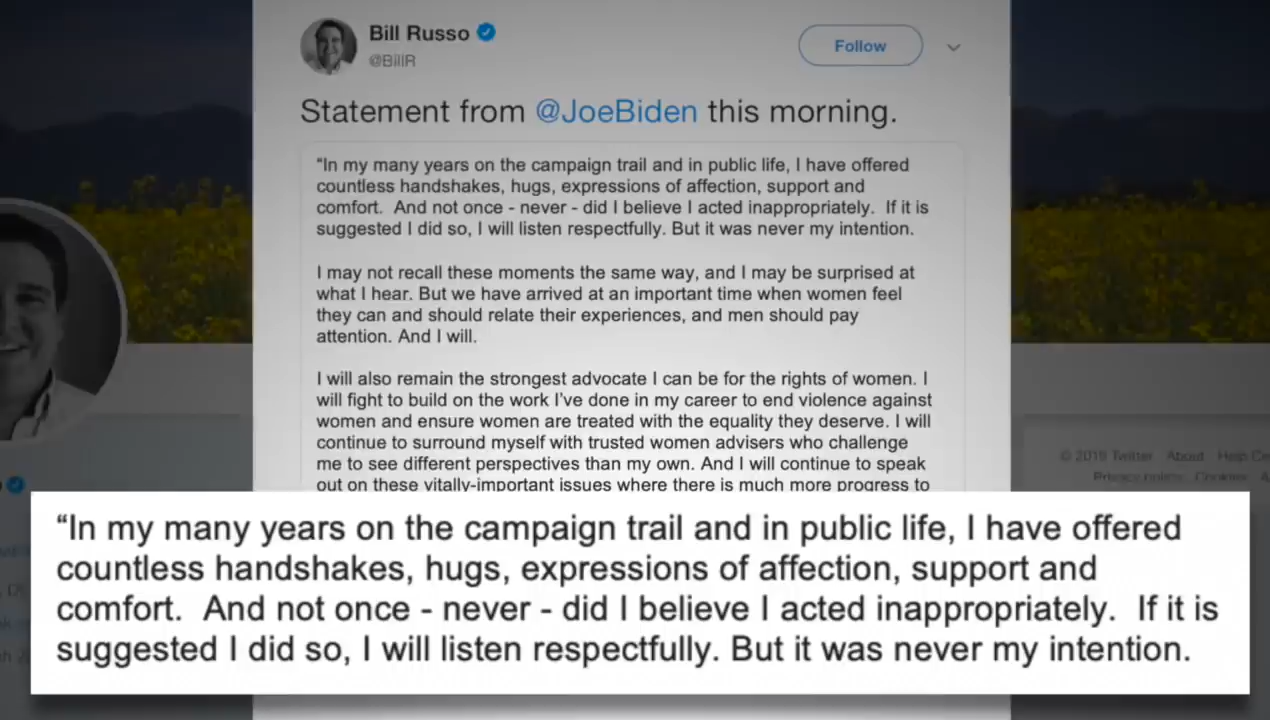 Bill Russo
@BillR
Follow
Statement from @JoeBiden this morning.
“In my many years on the campaign trail and in public life, I have offered
countless handshakes, hugs, expressions of affection, support and
comfort.  And not once - never - did I believe I acted inappropriately.  If it is
suggested I did so, I will listen respectfully. But it was never my intention.
I may not recall these moments the same way, and I may be surprised at
what I hear. But we have arrived at an important time when women feel
they can and should relate their experiences, and men should pay
attention. And I will.
I will also remain the strongest advocate I can be for the rights of women. I
will fight to build on the work I’ve done in my career to end violence against
women and ensure women are treated with the equality they deserve. I will
continue to surround myself with trusted women advisers who challenge
me to see different perspectives than my own. And I will continue to speak
out on these vitally-important issues where there is much more progress to
© 2019 Twitter About Help
Privacy policy Cookies
“In my many years on the campaign trail and in public life, I have offered
countless handshakes, hugs, expressions of affection, support and
comfort.  And not once - never - did I believe I acted inappropriately.  If it is
suggested I did so, I will listen respectfully. But it was never my intention.